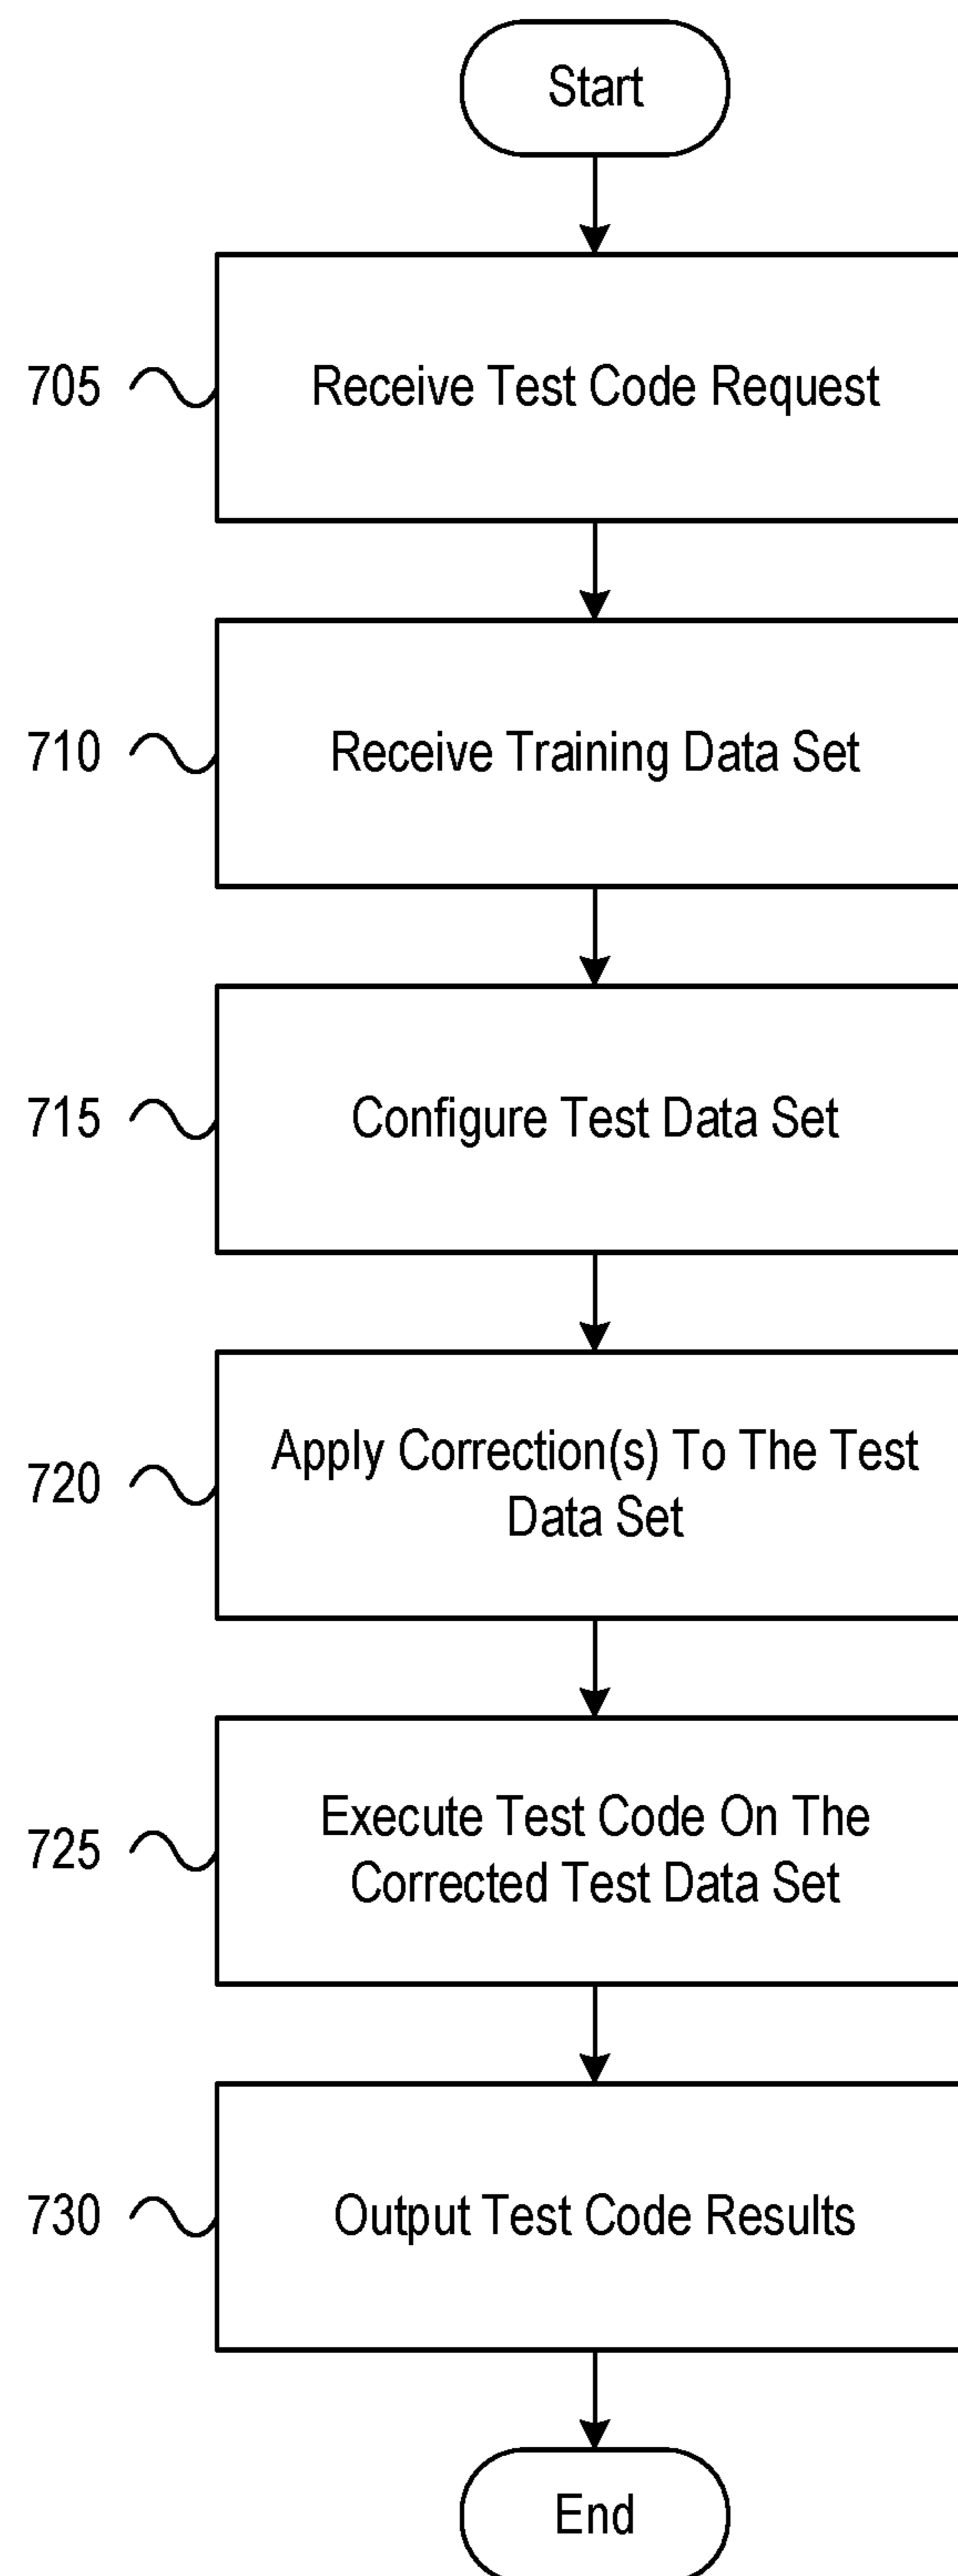 Start
705
Receive Test Code Request
710
Receive Training Data Set
715
Configure Test Data Set
720
Apply Correction(s) To The Test
Data Set
725
Execute Test Code On The
Corrected Test Data Set
730
Output Test Code Results
End